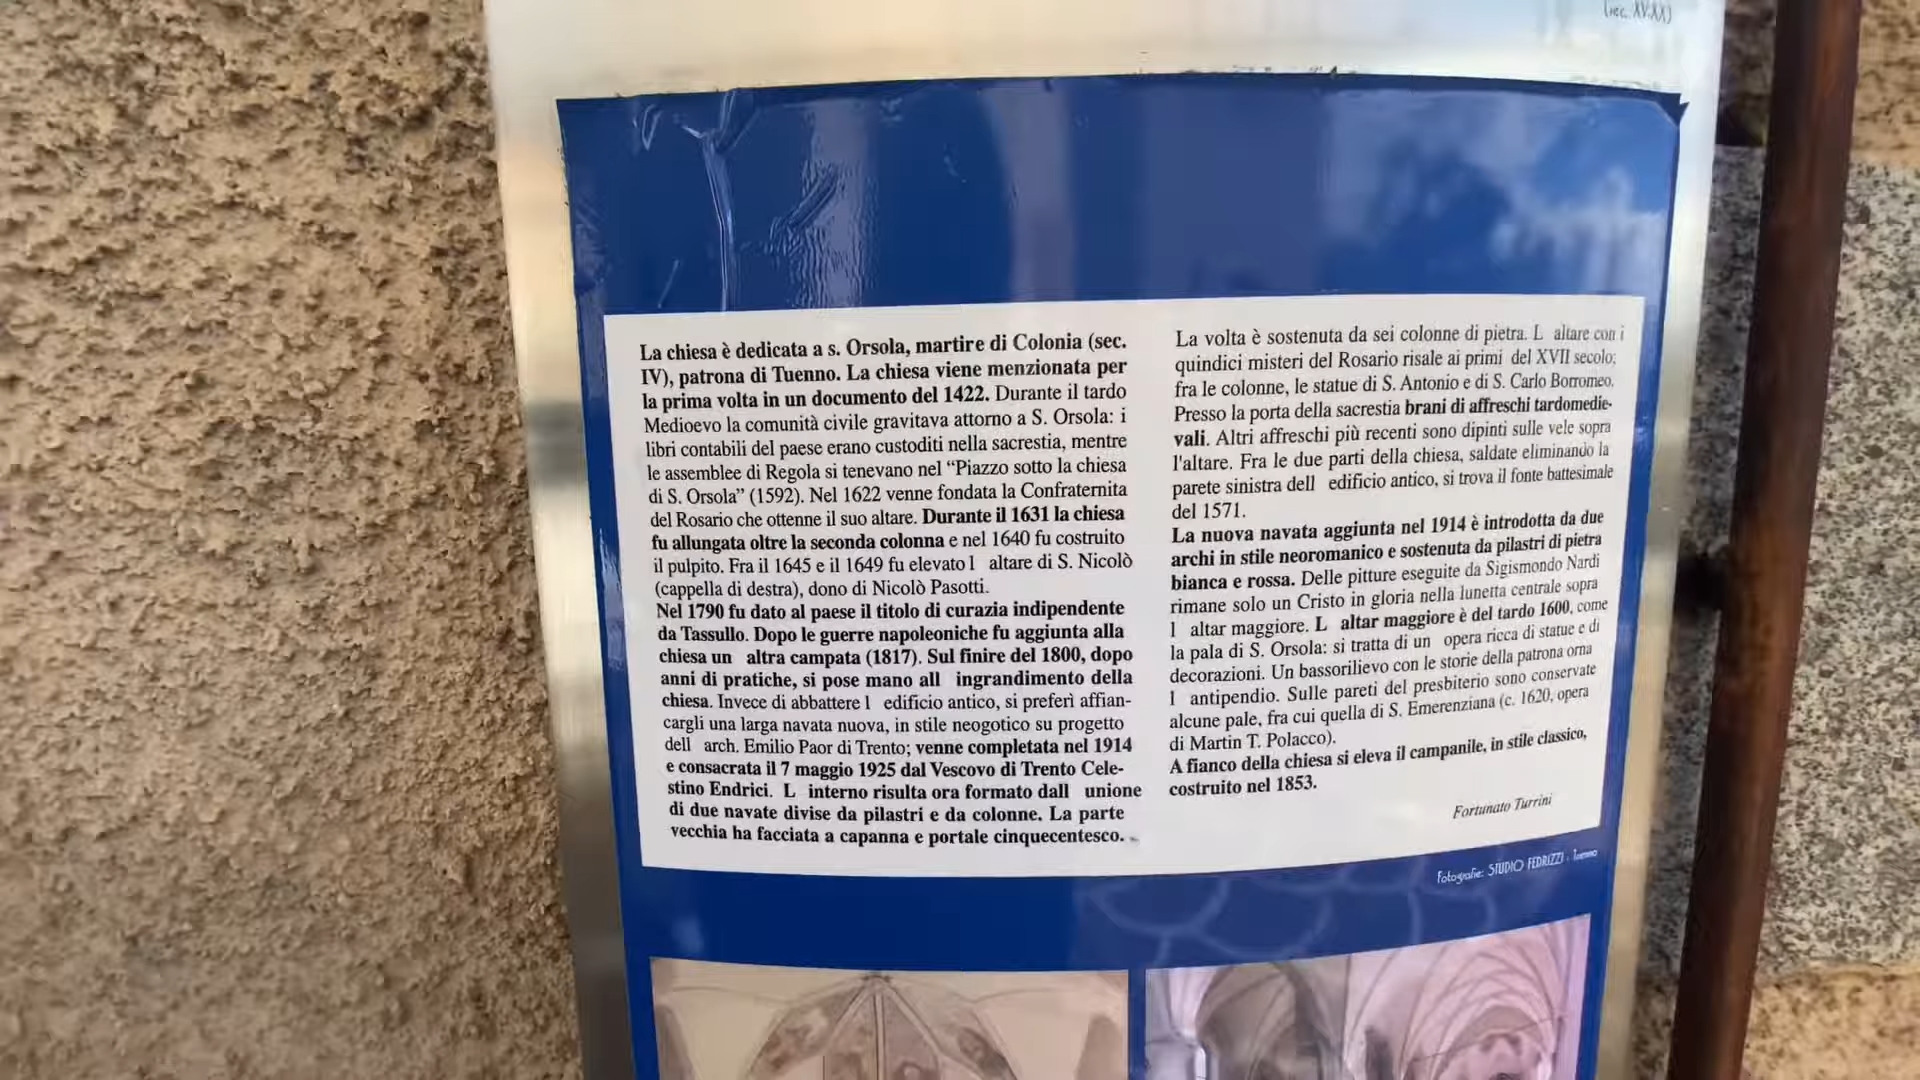 (sec. XV-XX)
La chiesa è dedicata a s. Orsola, martire di Colonia (sec.
IV), patrona di Tuenno. La chiesa viene menzionata per
la prima volta in un documento del 1422. Durante il tardo
Medioevo la comunità civile gravitava attorno a S. Orsola: i
libri contabili del paese erano custoditi nella sacrestia, mentre
le assemblee di Regola si tenevano nel “Piazzo sotto la chiesa
di S. Orsola” (1592). Nel 1622 venne fondata la Confraternita
del Rosario che ottenne il suo altare. Durante il 1631 la chiesa
fu allungata oltre la seconda colonna e nel 1640 fu costruito
il pulpito. Fra il 1645 e il 1649 fu elevato l altare di S. Nicolò
(cappella di destra), dono di Nicolò Pasotti.
Nel 1790 fu dato al paese il titolo di curazia indipendente
da Tassullo. Dopo le guerre napoleoniche fu aggiunta alla
chiesa un altra campata (1817). Sul finire del 1800, dopo
anni di pratiche, si pose mano all ingrandimento della
chiesa. Invece di abbattere l edificio antico, si preferì affian-
cargli una larga navata nuova, in stile neogotico su progetto
dell arch. Emilio Paor di Trento; venne completata nel 1914
e consacrata il 7 maggio 1925 dal Vescovo di Trento Cele-
stino Endrici. L interno risulta ora formato dall unione
di due navate divise da pilastri e da colonne. La parte
vecchia ha facciata a capanna e portale cinquecentesco.
La volta è sostenuta da sei colonne di pietra. L altare con i
quindici misteri del Rosario risale ai primi del XVII secolo;
fra le colonne, le statue di S. Antonio e di S. Carlo Borromeo.
Presso la porta della sacrestia brani di affreschi tardomedie-
vali. Altri affreschi più recenti sono dipinti sulle vele sopra
l'altare. Fra le due parti della chiesa, saldate eliminando la
parete sinistra dell edificio antico, si trova il fonte battesimale
del 1571.
La nuova navata aggiunta nel 1914 è introdotta da due
archi in stile neoromanico e sostenuta da pilastri di pietra
bianca e rossa. Delle pitture eseguite da Sigismondo Nardi
rimane solo un Cristo in gloria nella lunetta centrale sopra
l altar maggiore. L altar maggiore è del tardo 1600, come
la pala di S. Orsola: si tratta di un opera ricca di statue e di
decorazioni. Un bassorilievo con le storie della patrona orna
l antipendio. Sulle pareti del presbiterio sono conservate
alcune pale, fra cui quella di S. Emerenziana (c. 1620, opera
di Martin T. Polacco).
A fianco della chiesa si eleva il campanile, in stile classico,
costruito nel 1853.
Fortunato Turrini
Fotografie: STUDIO FEDRIZZI - Tuenno